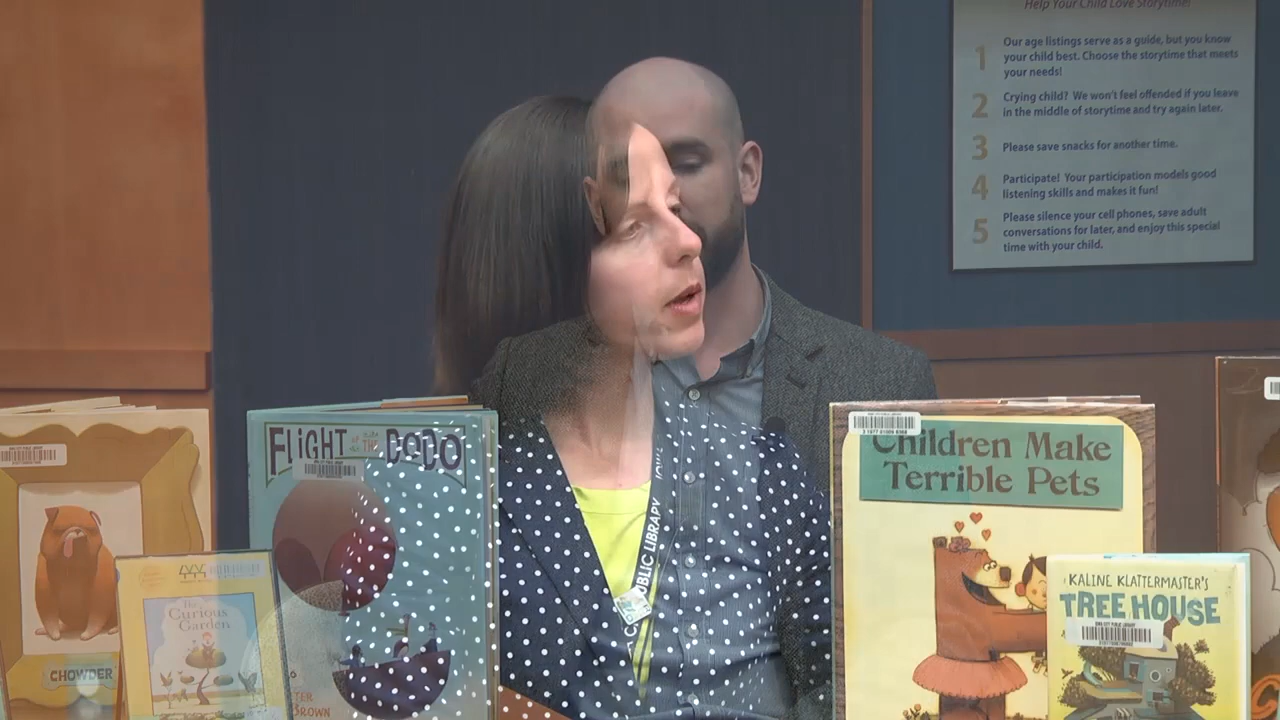 Help Your Child Love Storytime!
1 Our age listings serve as a guide, but you know
your child best. Choose the storytime that meets
your needs!
2 Crying child? We won't feel offended if you leave
in the middle of storytime and try again later.
3 Please save snacks for another time.
4 Participate! Your participation models good
listening skills and makes it fun!
5 Please silence your cell phones, save adult
conversations for later, and enjoy this special
time with your child.
CHOWDER
The
Curious
Garden
FLIGHT OF THE DODO
BROWN
PUBLIC LIBRARY
Children Make
Terrible Pets
KALINE KLATTERMASTER'S
TREE HOUSE